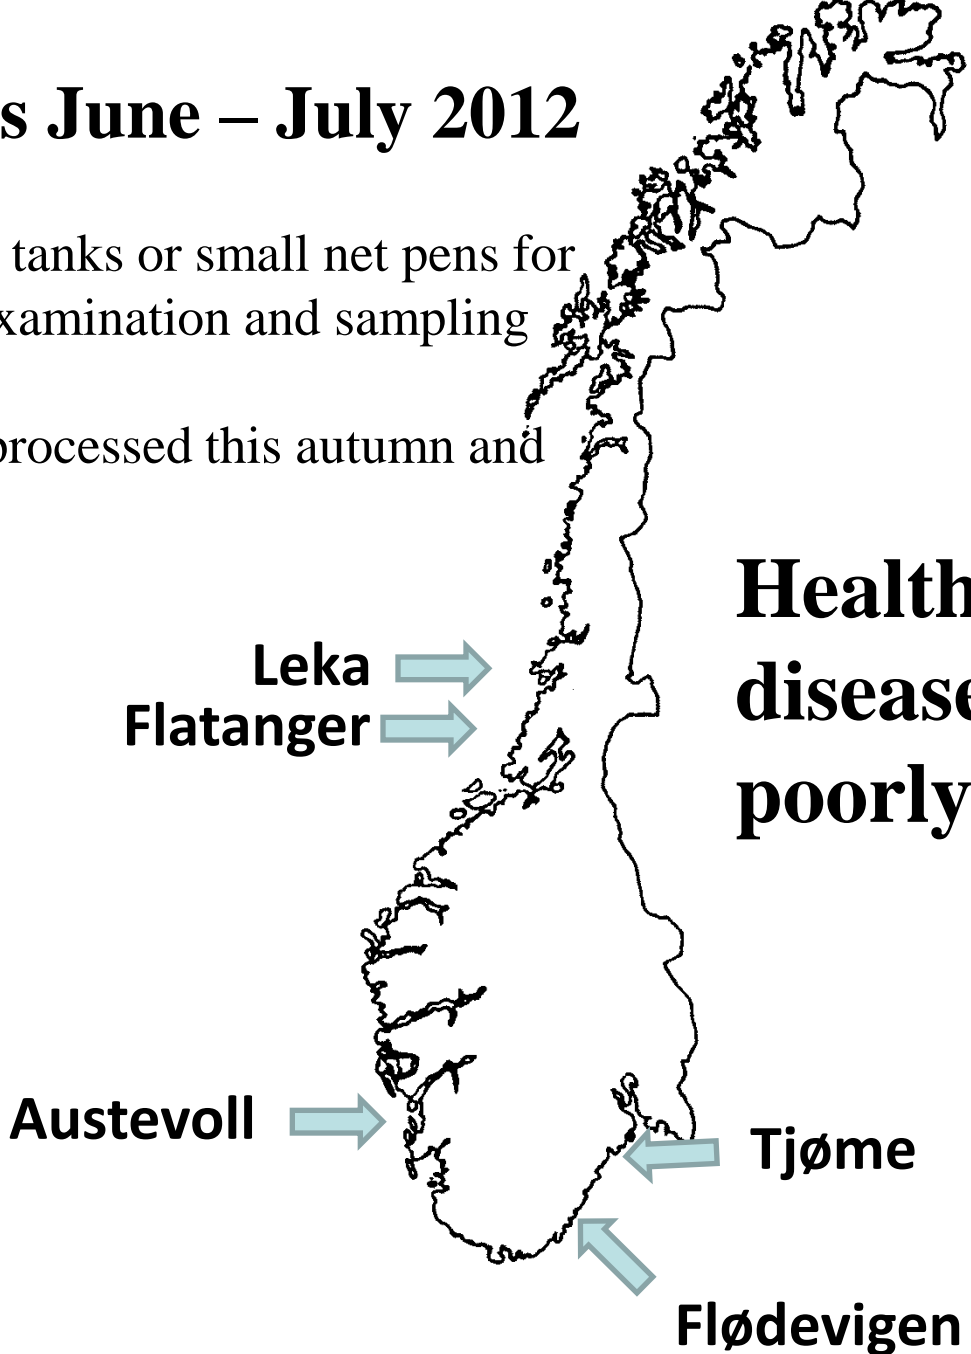 s June – July 2012
tanks or small net pens for
xamination and sampling
processed this autumn and
Health
disease
poorly
Leka
Flatanger
Austevoll
Tjøme
Flødevigen